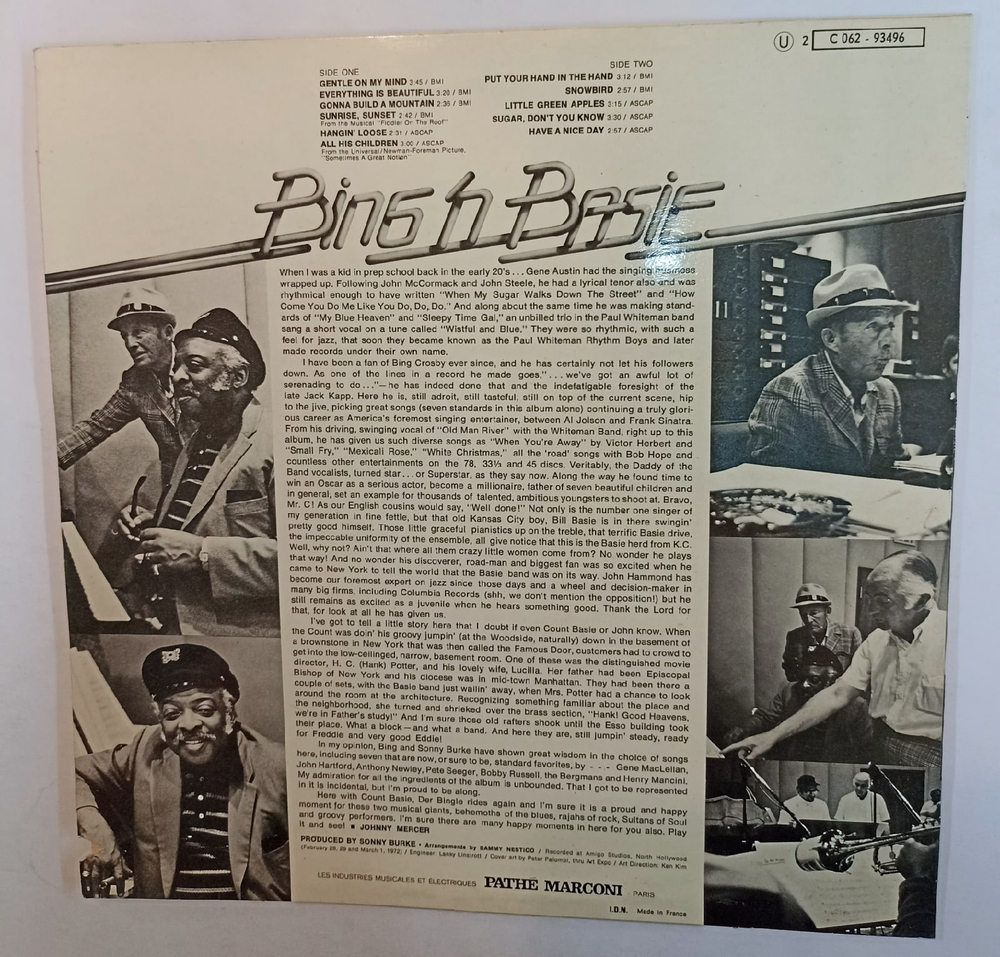 U 2 C 062 - 93496
SIDE ONE
GENTLE ON MY MIND 3:45 / BMI
EVERYTHING IS BEAUTIFUL 3:20 / BMI
GONNA BUILD A MOUNTAIN 2:36 / BMI
SUNRISE, SUNSET 2:42 / BMI
From the Musical "Fiddler On The Roof"
HANGIN' LOOSE 2:31 / ASCAP
ALL HIS CHILDREN 3:00 / ASCAP
From the Universal/Newman-Foreman Picture,
"Sometimes A Great Notion"
SIDE TWO
PUT YOUR HAND IN THE HAND 3:12 / BMI
SNOWBIRD 2:57 / BMI
LITTLE GREEN APPLES 3:15 / ASCAP
SUGAR, DON'T YOU KNOW 3:30 / ASCAP
HAVE A NICE DAY 2:57 / ASCAP
Bing 'n Basie
When I was a kid in prep school back in the early 20's ... Gene Austin had the singing business
wrapped up. Following John McCormack and John Steele, he had a lyrical tenor also and was
rhythmical enough to have written "When My Sugar Walks Down The Street" and "How
Come You Do Me Like You Do, Do, Do." And along about the same time he was making stand-
ards of "My Blue Heaven" and "Sleepy Time Gal," an unbilled trio in the Paul Whiteman band
sang a short vocal on a tune called "Wistful and Blue." They were so rhythmic, with such a
feel for jazz, that soon they became known as the Paul Whiteman Rhythm Boys and later
made records under their own name.
I have been a fan of Bing Crosby ever since, and he has certainly not let his followers
down. As one of the lines in a record he made goes," ... we've got an awful lot of
serenading to do ..."—he has indeed done that and the indefatigable foresight of the
late Jack Kapp. Here he is, still adroit, still tasteful, still on top of the current scene, hip
to the jive, picking great songs (seven standards in this album alone) continuing a truly glori-
ous career as America's foremost singing entertainer, between Al Jolson and Frank Sinatra.
From his driving, swinging vocal of "Old Man River" with the Whiteman Band, right up to this
album, he has given us such diverse songs as "When You're Away" by Victor Herbert and
"Small Fry," "Mexicali Rose," "White Christmas," all the 'road' songs with Bob Hope and
countless other entertainments on the 78, 33⅓ and 45 discs. Veritably, the Daddy of the
Band vocalists, turned star ... or Superstar, as they say now. Along the way he found time to
win an Oscar as a serious actor, become a millionaire, father of seven beautiful children and
in general, set an example for thousands of talented, ambitious youngsters to shoot at. Bravo,
Mr. C! As our English cousins would say, "Well done!" Not only is the number one singer of
my generation in fine fettle, but that old Kansas City boy, Bill Basie is in there swingin'
pretty good himself. Those little graceful pianistics up on the treble, that terrific Basie drive,
the impeccable uniformity of the ensemble, all give notice that this is the Basie herd from K.C.
Well, why not? Ain't that where all them crazy little women come from? No wonder he plays
that way! And no wonder his discoverer, road-man and biggest fan was so excited when he
came to New York to tell the world that the Basie band was on its way. John Hammond has
become our foremost expert on jazz since those days and a wheel and decision-maker in
many big firms, including Columbia Records (shh, we don't mention the opposition!) but he
still remains as excited as a juvenile when he hears something good. Thank the Lord for
that, for look at all he has given us.
I've got to tell a little story here that I doubt if even Count Basie or John know. When
the Count was doin' his groovy jumpin' (at the Woodside, naturally) down in the basement of
a brownstone in New York that was then called the Famous Door, customers had to crowd to
get into the low-ceilinged, narrow, basement room. One of these was the distinguished movie
director, H. C. (Hank) Potter, and his lovely wife, Lucilla. Her father had been Episcopal
Bishop of New York and his diocese was in mid-town Manhattan. They had been there a
couple of sets, with the Basie band just wailin' away, when Mrs. Potter had a chance to look
around the room at the architecture. Recognizing something familiar about the place and
the neighborhood, she turned and shrieked over the brass section, "Hank! Good Heavens,
we're in Father's study!" And I'm sure those old rafters shook until the Esso building took
their place. What a block—and what a band. And here they are, still jumpin' steady, ready
for Freddie and very good Eddie!
In my opinion, Bing and Sonny Burke have shown great wisdom in the choice of songs
here, including seven that are now, or sure to be, standard favorites, by - - - Gene MacLellan,
John Hartford, Anthony Newley, Pete Seeger, Bobby Russell, the Bergmans and Henry Mancini.
My admiration for all the ingredients of the album is unbounded. That I got to be represented
in it is incidental, but I'm proud to be along.
Here with Count Basie, Der Bingle rides again and I'm sure it is a proud and happy
moment for these two musical giants, behemoths of the blues, rajahs of rock, Sultans of Soul
and groovy performers. I'm sure there are many happy moments in here for you also. Play
it and see! ■ JOHNNY MERCER
PRODUCED BY SONNY BURKE • Arrangements by SAMMY NESTICO / Recorded at Amigo Studios, North Hollywood
(February 28, 29 and March 1, 1972) / Engineer: Lanky Linstrott / Cover art by Peter Palombi, thru Art Expo / Art Direction: Ken Kim
LES INDUSTRIES MUSICALES ET ÉLECTRIQUES PATHÉ MARCONI PARIS
I.D.N. Made in France